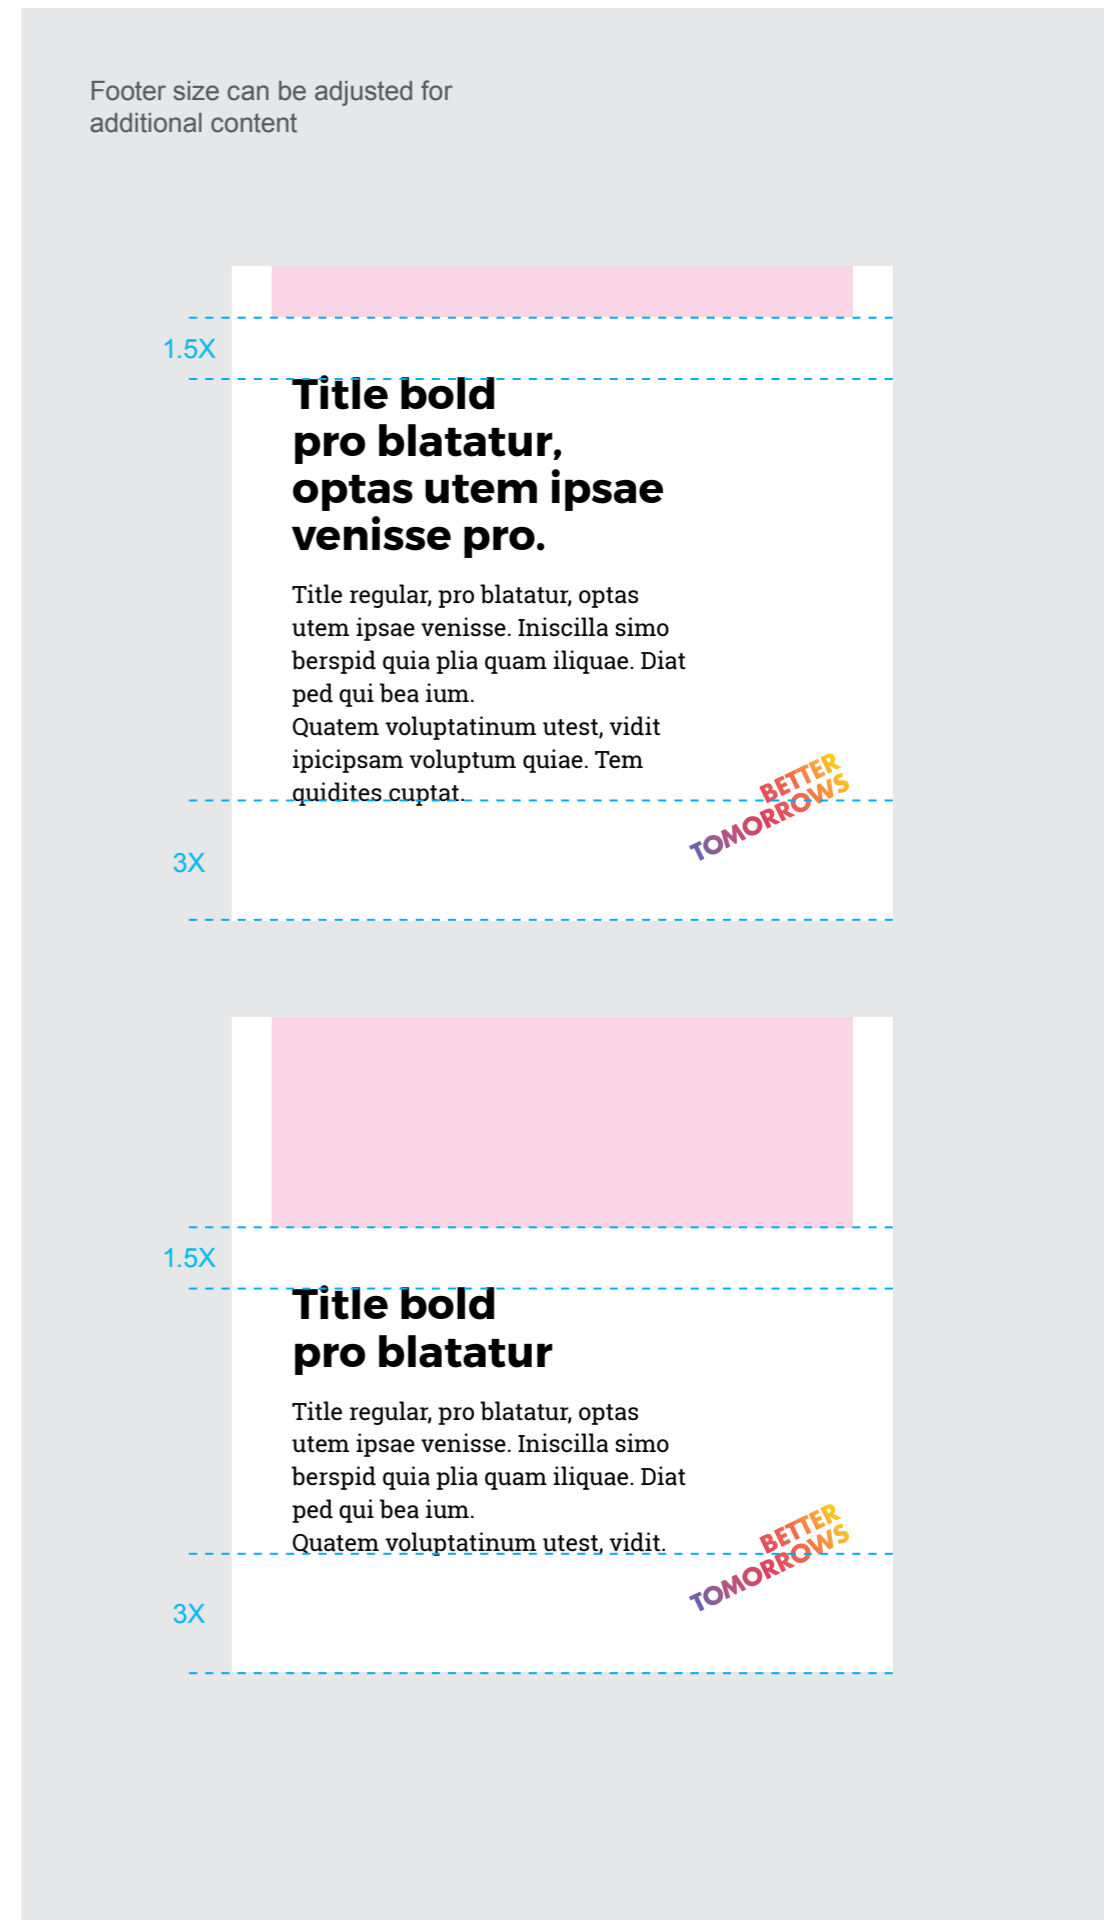 Footer size can be adjusted for
additional content
1.5X
Title bold
pro blatatur,
optas utem ipsae
venisse pro.
Title regular, pro blatatur, optas
utem ipsae venisse. Iniscilla simo
berspid quia plia quam iliquae. Diat
ped qui bea ium.
Quatem voluptatinum utest, vidit
ipicipsam voluptum quiae. Tem
quidites cuptat.
BETTER
TOMORROWS
3X
1.5X
Title bold
pro blatatur
Title regular, pro blatatur, optas
utem ipsae venisse. Iniscilla simo
berspid quia plia quam iliquae. Diat
ped qui bea ium.
Quatem voluptatinum utest, vidit.
BETTER
TOMORROWS
3X